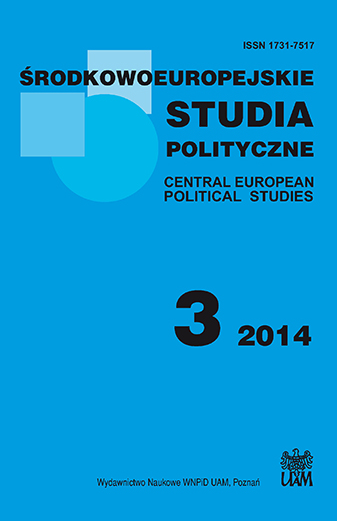 ISSN 1731-7517
ŚRODKOWOEUROPEJSKIE
STUDIA
POLITYCZNE
CENTRAL EUROPEAN
POLITICAL STUDIES
3 2014
UAM
Wydawnictwo Naukowe WNPiD UAM, Poznań